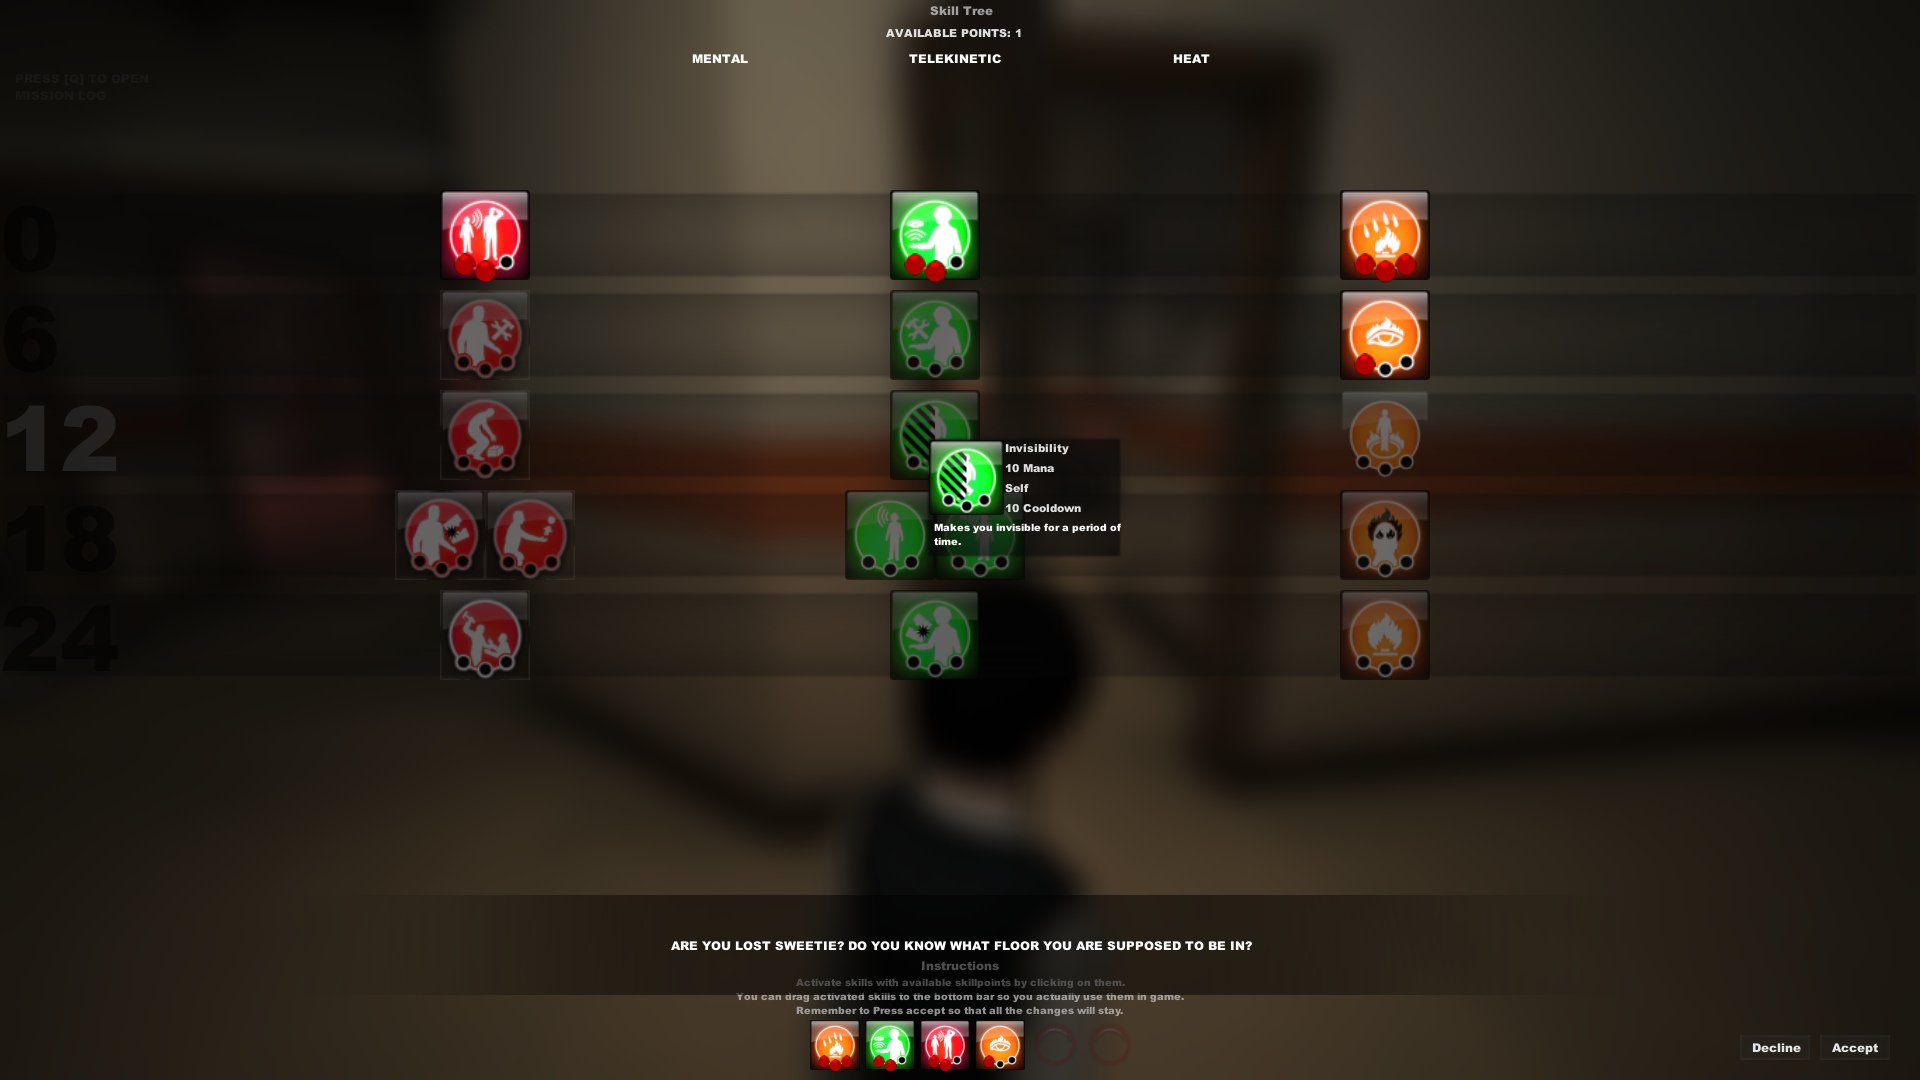 Skill Tree
AVAILABLE POINTS: 1
MENTAL TELEKINETIC HEAT
PRESS [Q] TO OPEN
MISSION LOG
0
6
12
18
24
Invisibility
10 Mana
Self
10 Cooldown
Makes you invisible for a period of
time.
ARE YOU LOST SWEETIE? DO YOU KNOW WHAT FLOOR YOU ARE SUPPOSED TO BE IN?
Instructions
Activate skills with available skillpoints by clicking on them.
You can drag activated skills to the bottom bar so you actually use them in game.
Remember to Press accept so that all the changes will stay.
Decline Accept